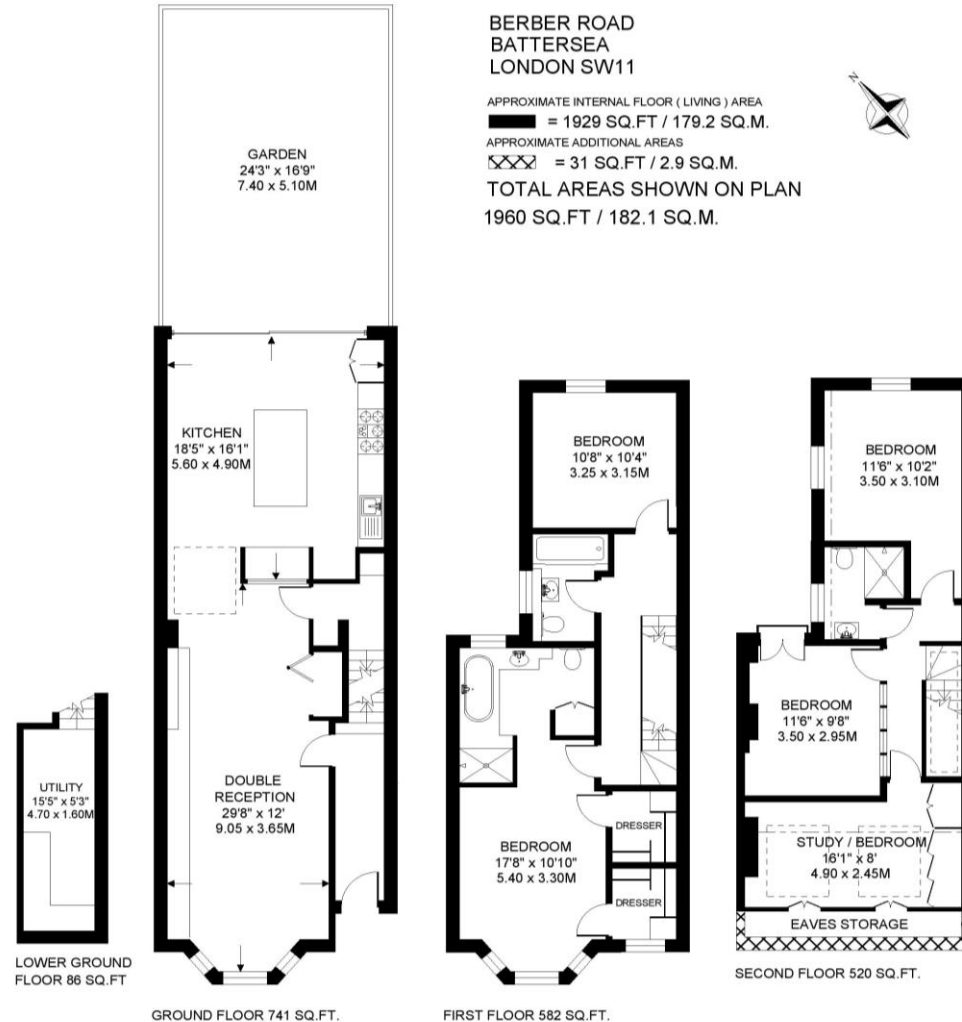 BERBER ROAD
BATTERSEA
LONDON SW11
APPROXIMATE INTERNAL FLOOR ( LIVING ) AREA
= 1929 SQ.FT / 179.2 SQ.M.
APPROXIMATE ADDITIONAL AREAS
= 31 SQ.FT / 2.9 SQ.M.
TOTAL AREAS SHOWN ON PLAN
1960 SQ.FT / 182.1 SQ.M.
N
GARDEN
24'3" x 16'9"
7.40 x 5.10M
KITCHEN
18'5" x 16'1"
5.60 x 4.90M
DOUBLE
RECEPTION
29'8" x 12'
9.05 x 3.65M
UTILITY
15'5" x 5'3"
4.70 x 1.60M
LOWER GROUND
FLOOR 86 SQ.FT
GROUND FLOOR 741 SQ.FT.
BEDROOM
10'8" x 10'4"
3.25 x 3.15M
BEDROOM
17'8" x 10'10"
5.40 x 3.30M
DRESSER
DRESSER
FIRST FLOOR 582 SQ.FT.
BEDROOM
11'6" x 10'2"
3.50 x 3.10M
BEDROOM
11'6" x 9'8"
3.50 x 2.95M
STUDY / BEDROOM
16'1" x 8'
4.90 x 2.45M
EAVES STORAGE
SECOND FLOOR 520 SQ.FT.